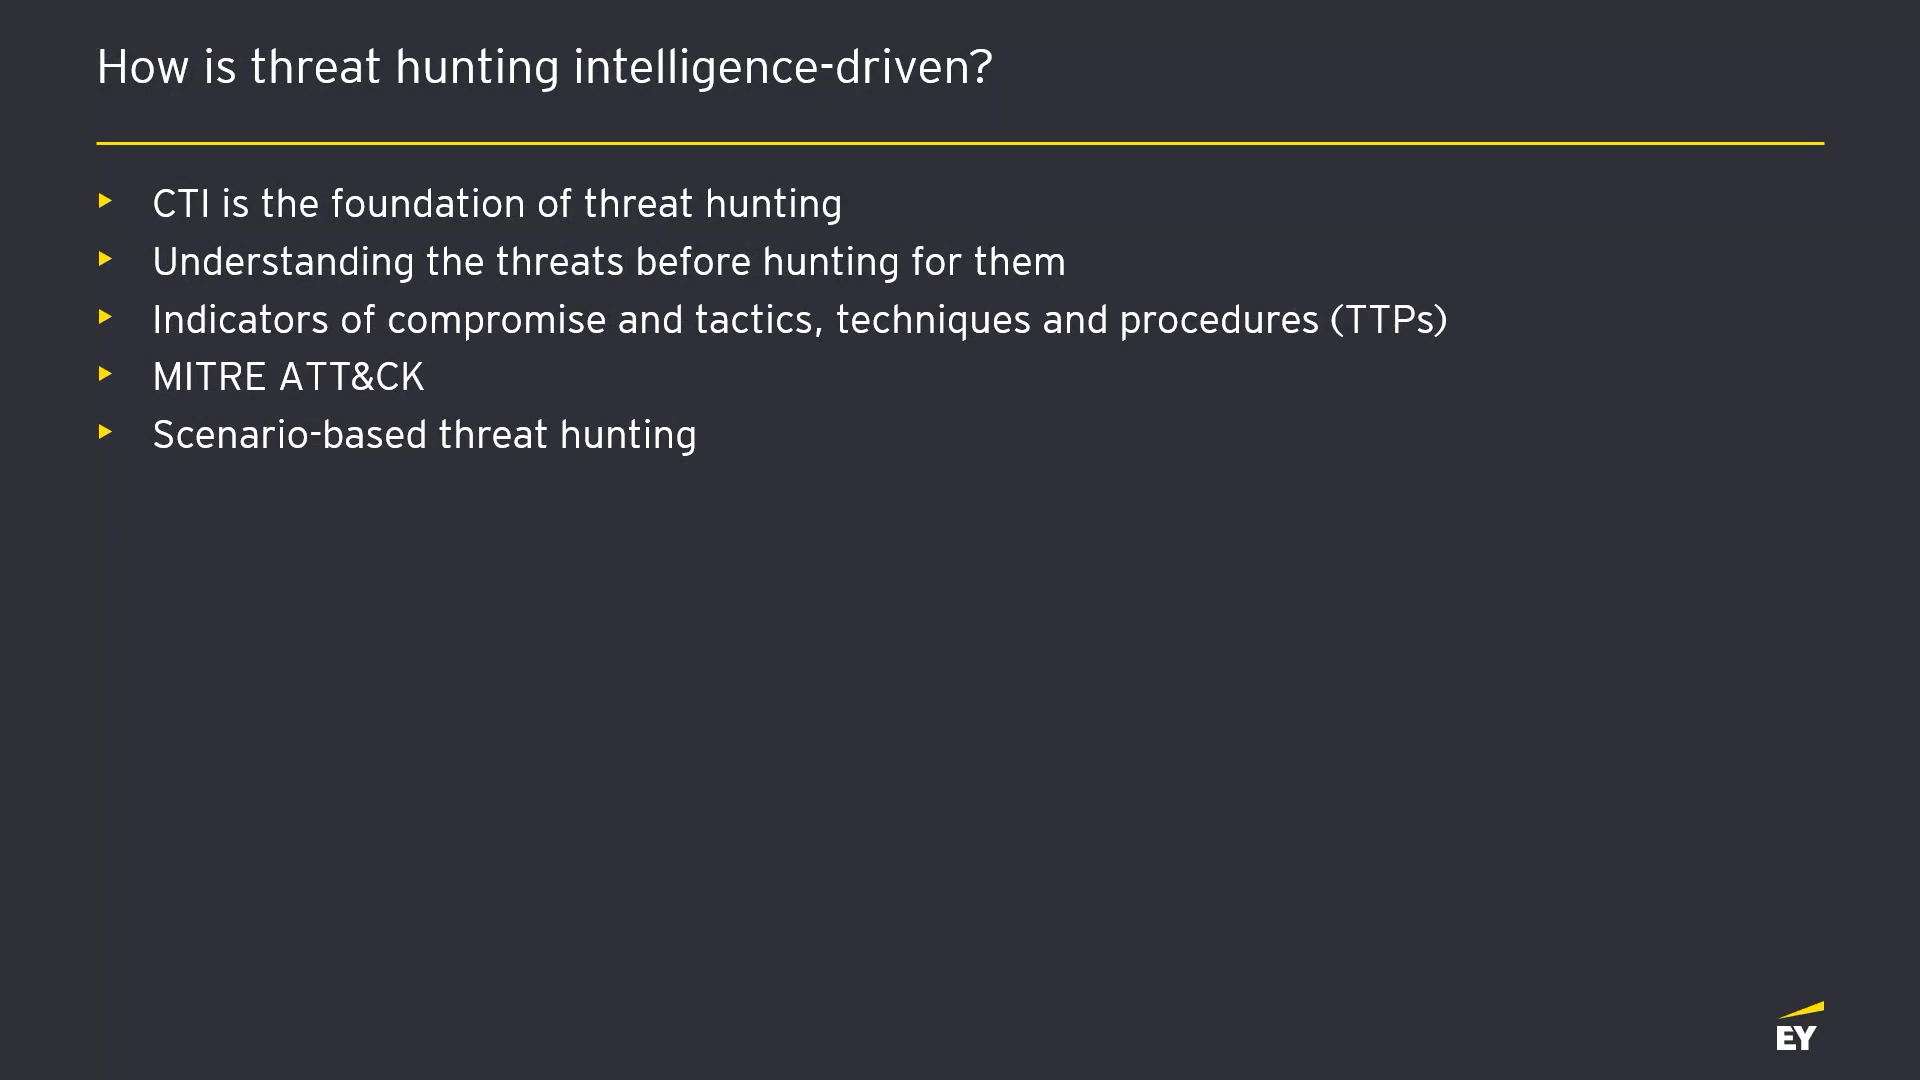 How is threat hunting intelligence-driven?
CTI is the foundation of threat hunting
Understanding the threats before hunting for them
Indicators of compromise and tactics, techniques and procedures (TTPs)
MITRE ATT&CK
Scenario-based threat hunting
EY